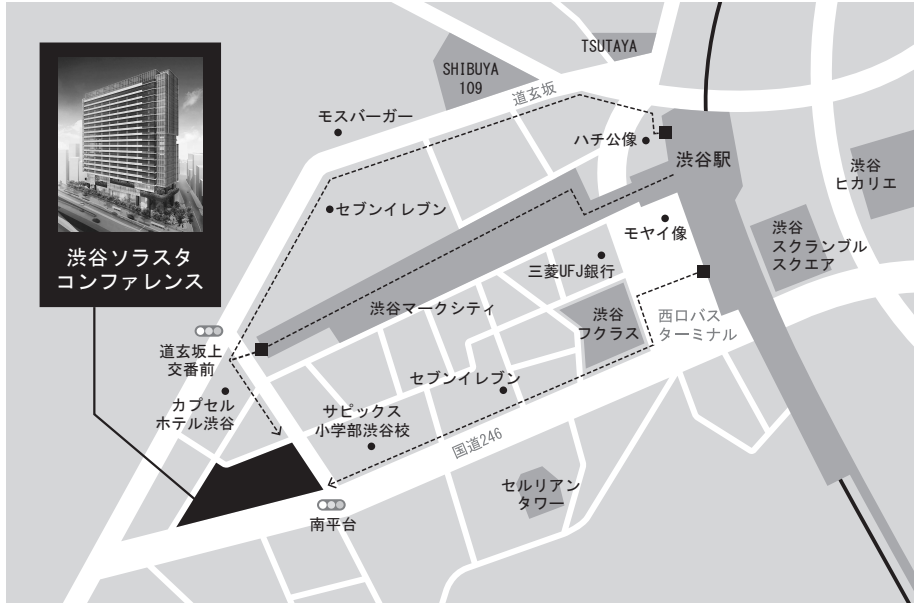 TSUTAYA
SHIBUYA
109
道玄坂
モスバーガー
ハチ公像
渋谷駅
渋谷
ヒカリエ
セブンイレブン
モヤイ像
渋谷
スクランブル
スクエア
三菱UFJ銀行
渋谷ソラスタ
コンファレンス
渋谷マークシティ
渋谷
フクラス
西口バス
ターミナル
道玄坂上
交番前
セブンイレブン
カプセル
ホテル渋谷
サピックス
小学部渋谷校
国道246
セルリアン
タワー
南平台